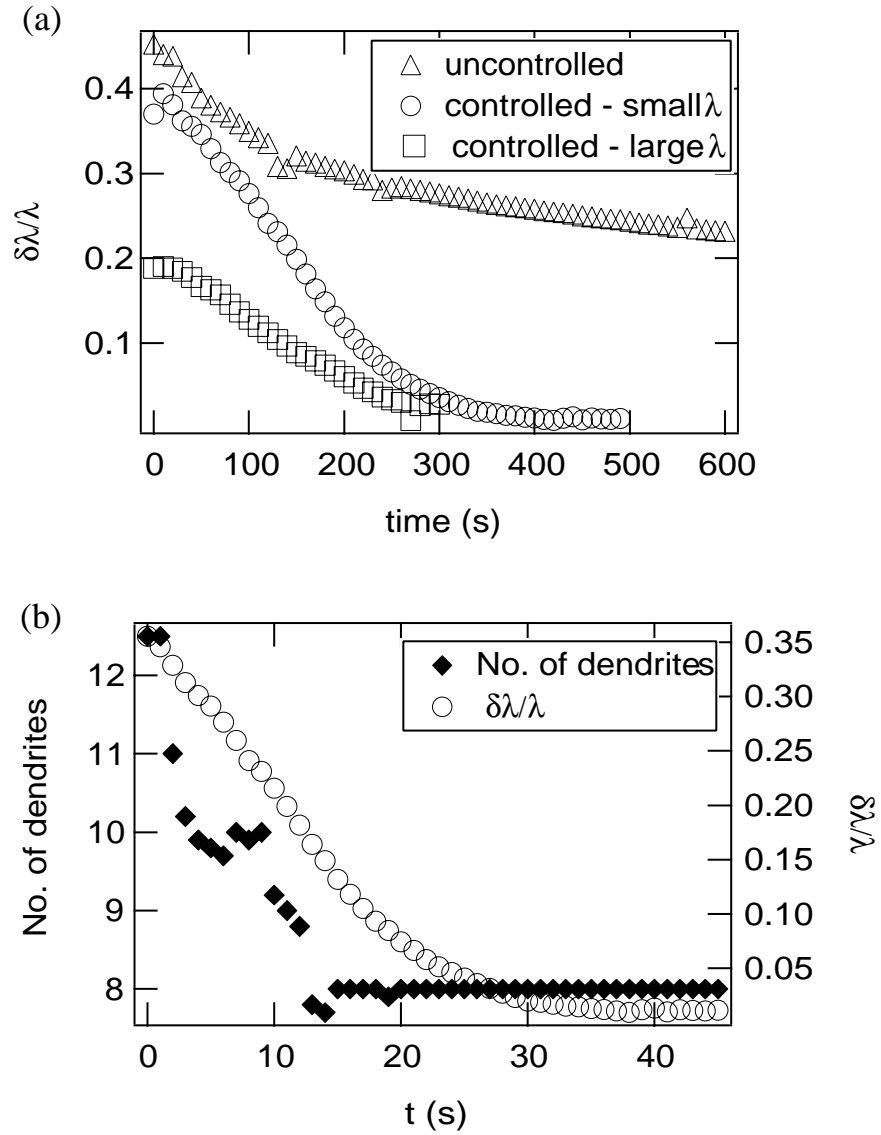 (a)
uncontrolled
controlled - small λ
controlled - large λ
0.4
0.3
0.2
0.1
δλ/λ
0 100 200 300 400 500 600
time (s)
(b)
No. of dendrites
δλ/λ
12
11
10
9
8
No. of dendrites
0.35
0.30
0.25
0.20
0.15
0.10
0.05
δλ/λ
0 10 20 30 40
t (s)